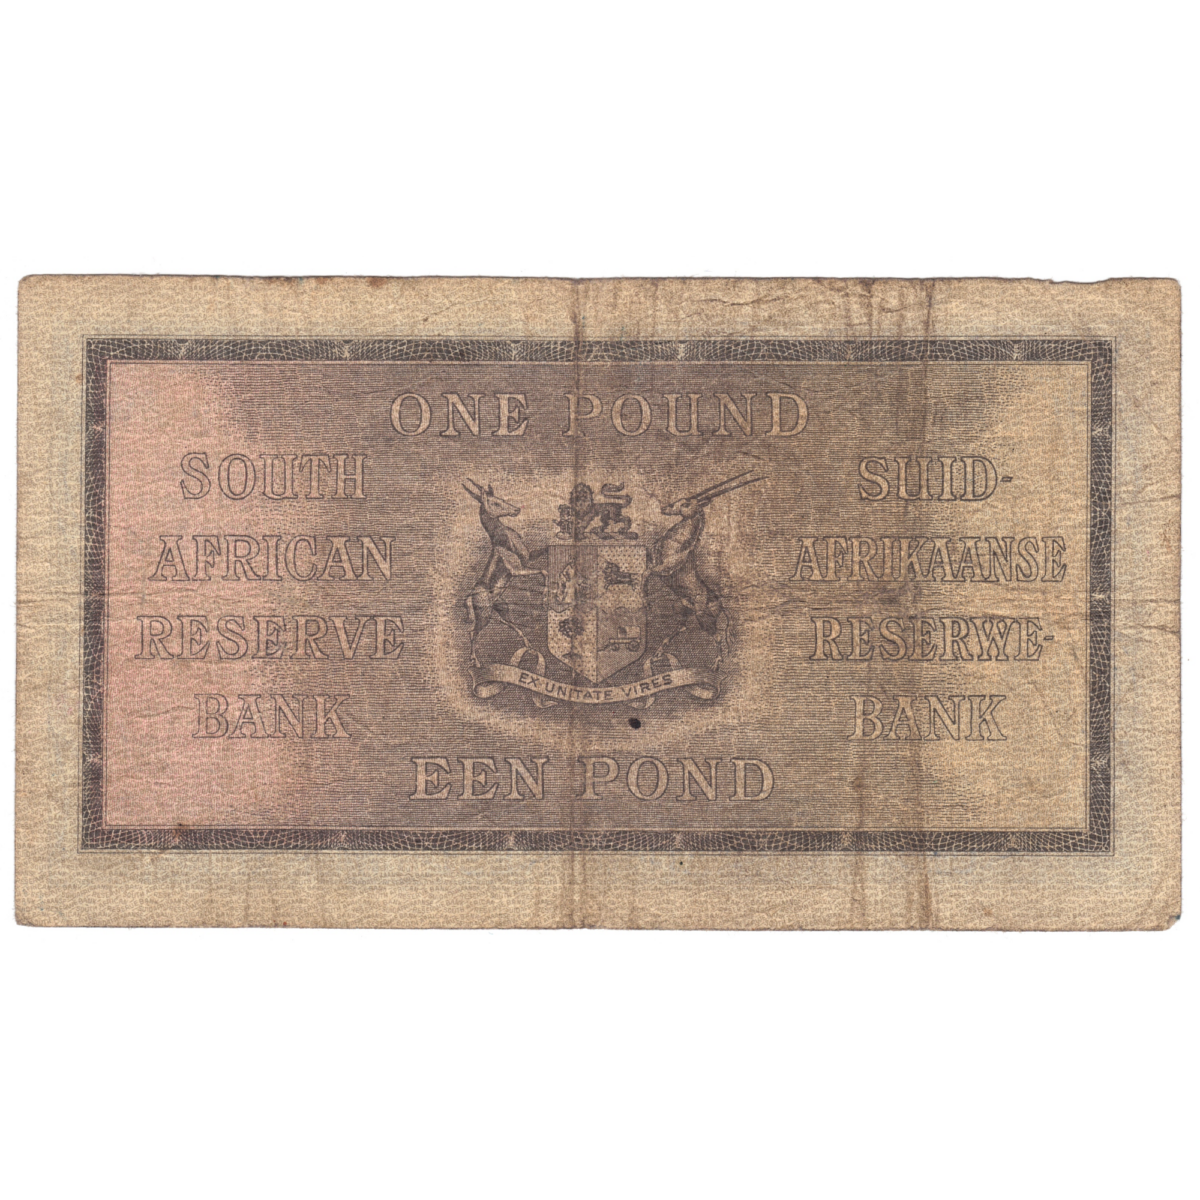 ONE POUND
SOUTH
AFRICAN
RESERVE
BANK
SUID-
AFRIKAANSE
RESERWE-
BANK
EX UNITATE VIRES
EEN POND